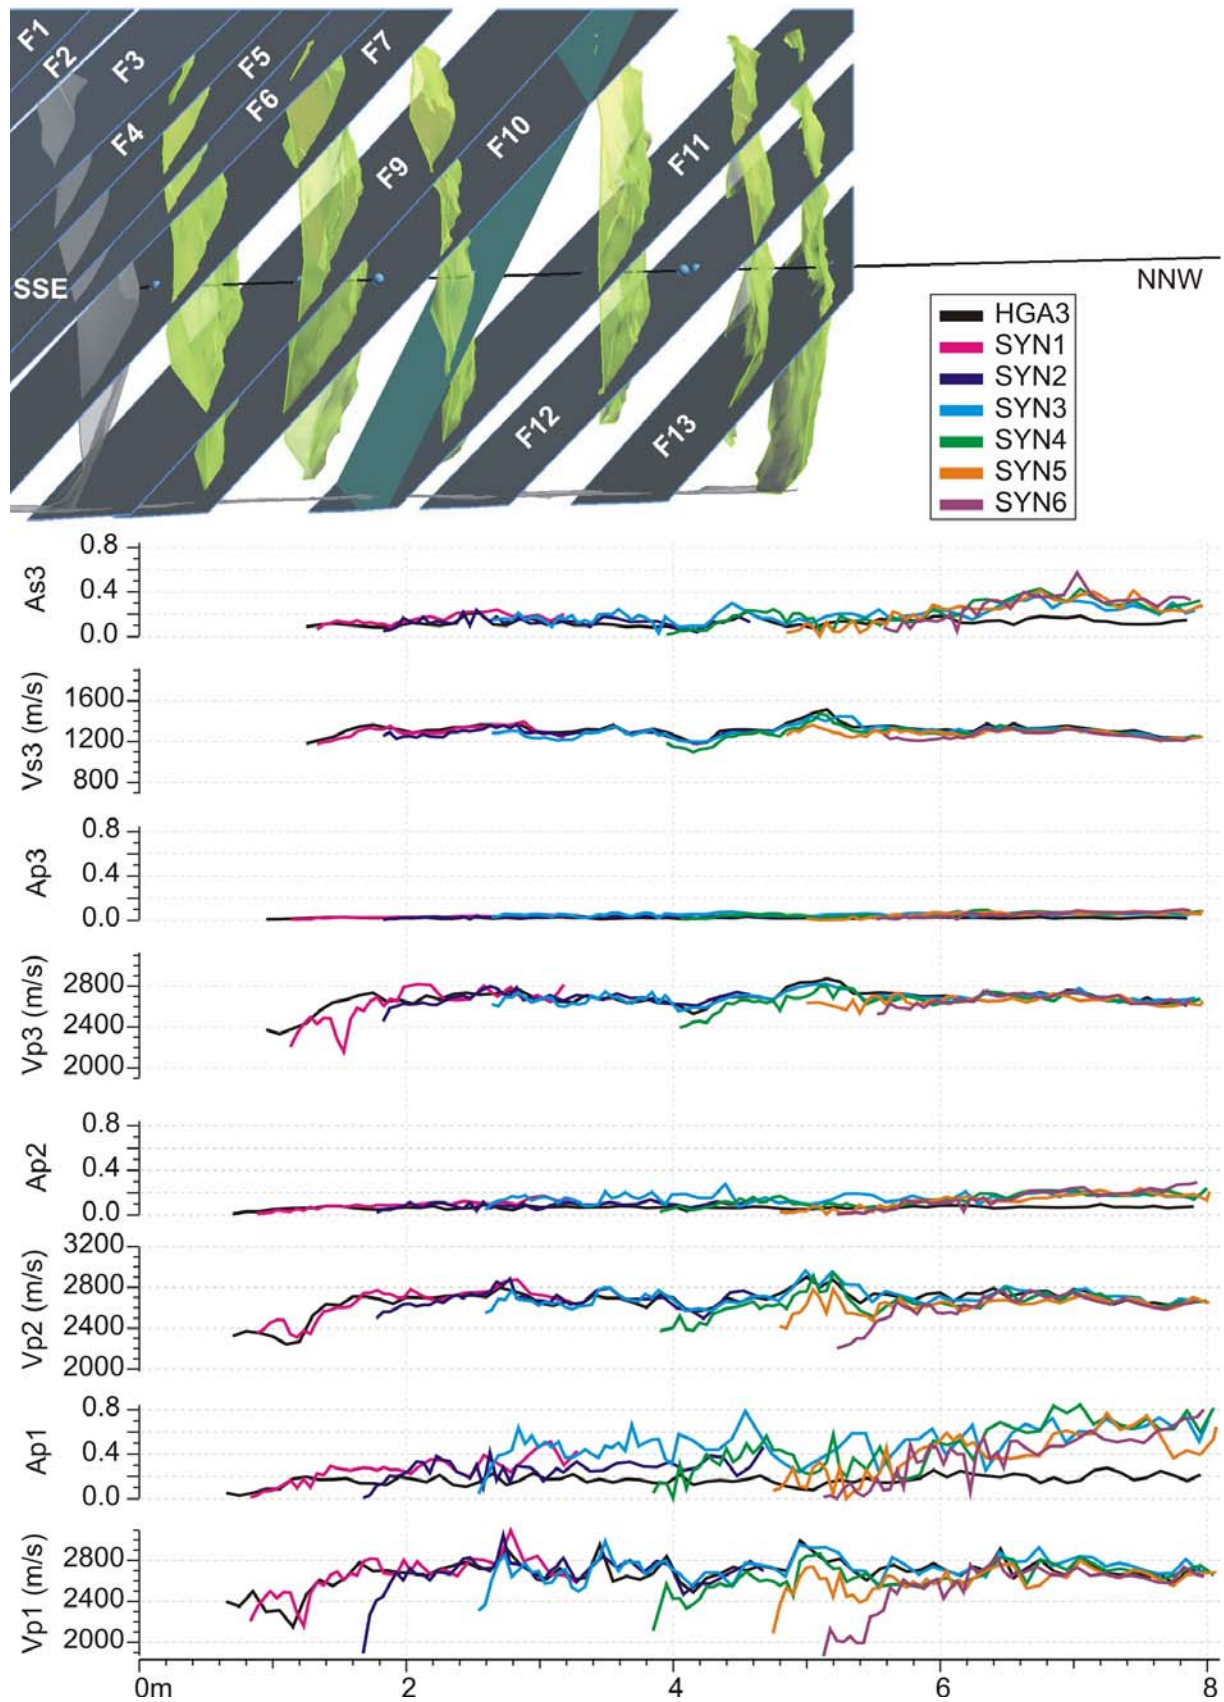 F1
F2
F3
F4
F5
F6
F7
F9
F10
F11
F12
F13
SSE
NNW
HGA3
SYN1
SYN2
SYN3
SYN4
SYN5
SYN6
As3
0.8
0.4
0.0
Vs3 (m/s)
1600
1200
800
Ap3
0.8
0.4
0.0
Vp3 (m/s)
2800
2400
2000
Ap2
0.8
0.4
0.0
Vp2 (m/s)
3200
2800
2400
2000
Ap1
0.8
0.4
0.0
Vp1 (m/s)
2800
2400
2000
0m 2 4 6 8